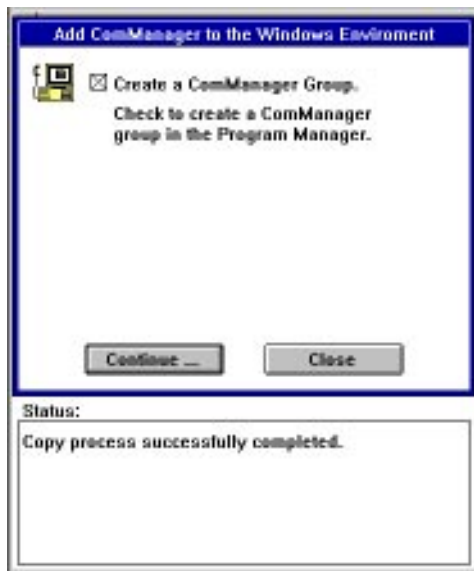 Add ComManager to the Windows Enviroment
Create a ComManager Group.
Check to create a ComManager
group in the Program Manager.
Continue ...
Close
Status:
Copy process successfully completed.